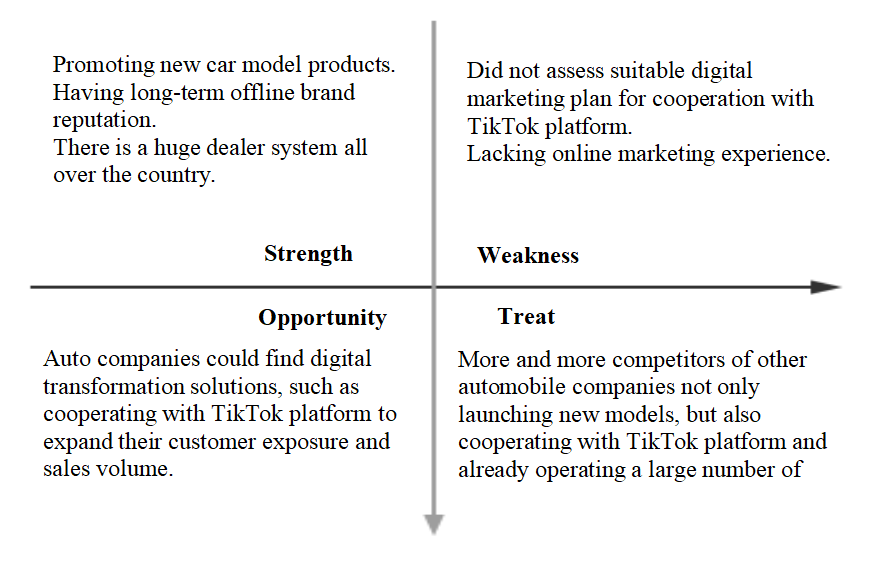 Promoting new car model products.
Having long-term offline brand
reputation.
There is a huge dealer system all
over the country.
Strength
Did not assess suitable digital
marketing plan for cooperation with
TikTok platform.
Lacking online marketing experience.
Weakness
Opportunity
Auto companies could find digital
transformation solutions, such as
cooperating with TikTok platform to
expand their customer exposure and
sales volume.
Treat
More and more competitors of other
automobile companies not only
launching new models, but also
cooperating with TikTok platform and
already operating a large number of